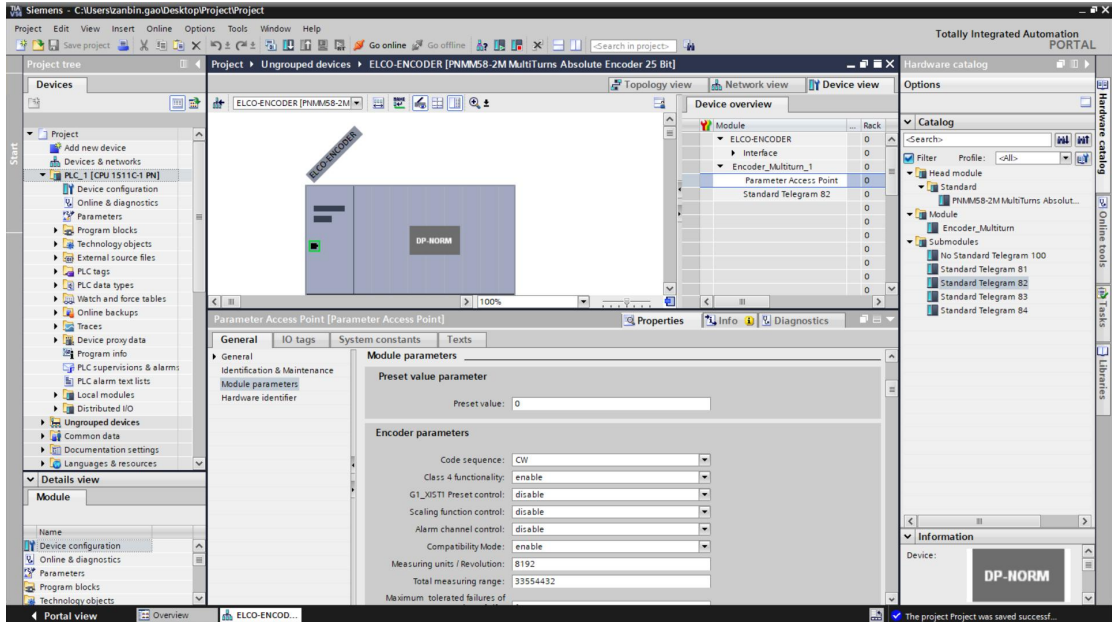 Siemens - C:\Users\zanbin.gao\Desktop\Project\Project
Project Edit View Insert Online Options Tools Window Help
Totally Integrated Automation
PORTAL
Save project
Go online
Go offline
<Search in project>
Project tree
Project
Ungrouped devices
ELCO-ENCODER [PNMM58-2M MultiTurns Absolute Encoder 25 Bit]
Hardware catalog
Start
Devices
Project
Add new device
Devices & networks
PLC_1 [CPU 1511C-1 PN]
Device configuration
Online & diagnostics
Parameters
Program blocks
Technology objects
External source files
PLC tags
PLC data types
Watch and force tables
Online backups
Traces
Device proxy data
Program info
PLC supervisions & alarms
PLC alarm text lists
Local modules
Distributed I/O
Ungrouped devices
Common data
Documentation settings
Languages & resources
Details view
Module
Name
Device configuration
Online & diagnostics
Parameters
Program blocks
Technology objects
Topology view
Network view
Device view
ELCO-ENCODER [PNMM58-2M
ELCO-ENCODER
DP-NORM
100%
Device overview
Module ... Rack
ELCO-ENCODER 0
Interface 0
Encoder_Multiturn_1 0
Parameter Access Point 0
Standard Telegram 82 0
0
0
0
0
0
0
0
Parameter Access Point [Parameter Access Point]
Properties
Info
Diagnostics
General IO tags System constants Texts
General
Identification & Maintenance
Module parameters
Hardware identifier
Module parameters
Preset value parameter
Preset value: 0
Encoder parameters
Code sequence: CW
Class 4 functionality: enable
G1_XIST1 Preset control: disable
Scaling function control: disable
Alarm channel control: disable
Compatibility Mode: enable
Measuring units / Revolution: 8192
Total measuring range: 33554432
Maximum tolerated failures of
Options
Catalog
<Search>
Filter Profile: <All>
Head module
Standard
PNMM58-2M MultiTurns Absolut...
Module
Encoder_Multiturn
Submodules
No Standard Telegram 100
Standard Telegram 81
Standard Telegram 82
Standard Telegram 83
Standard Telegram 84
Information
Device:
DP-NORM
Hardware catalog
Online tools
Tasks
Libraries
Portal view
Overview
ELCO-ENCOD...
The project Project was saved successf...